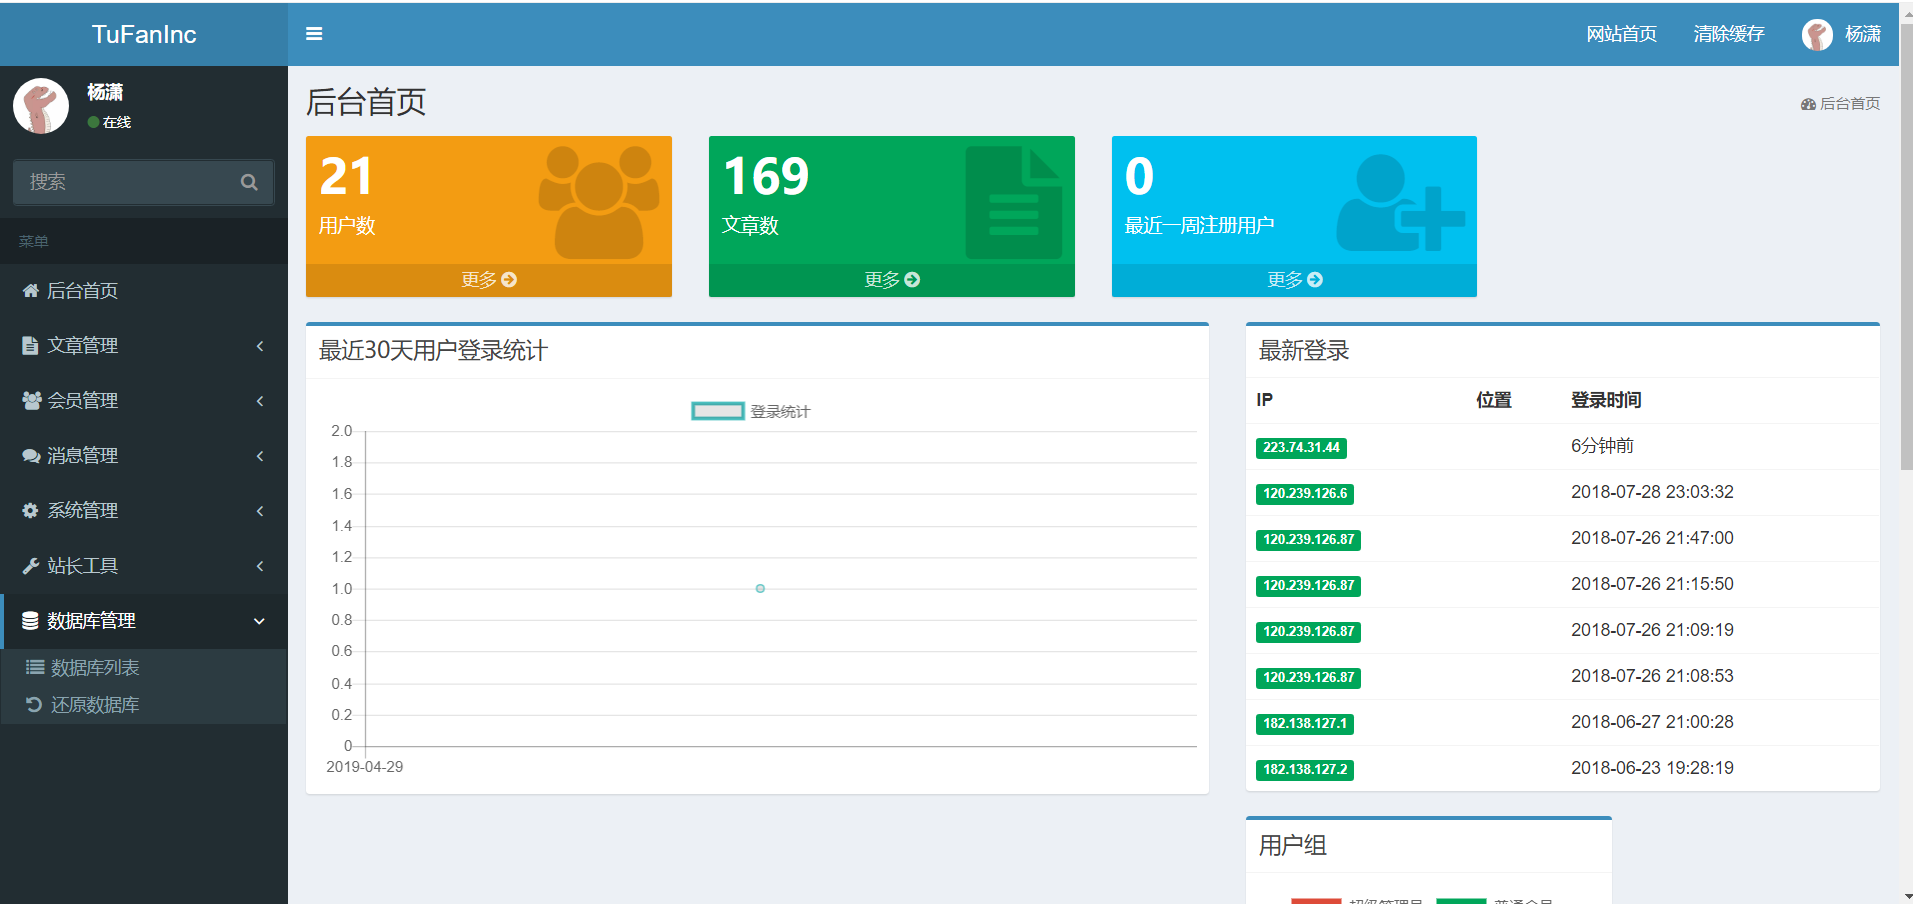 TuFanInc
网站首页
清除缓存
杨潇
杨潇
在线
搜索
菜单
后台首页
文章管理
会员管理
消息管理
系统管理
站长工具
数据库管理
数据库列表
还原数据库
后台首页
后台首页
21
用户数
更多
169
文章数
更多
0
最近一周注册用户
更多
最近30天用户登录统计
登录统计
2.0
1.8
1.6
1.4
1.2
1.0
0.8
0.6
0.4
0.2
0
2019-04-29
最新登录
IP 位置 登录时间
223.74.31.44 6分钟前
120.239.126.6 2018-07-28 23:03:32
120.239.126.87 2018-07-26 21:47:00
120.239.126.87 2018-07-26 21:15:50
120.239.126.87 2018-07-26 21:09:19
120.239.126.87 2018-07-26 21:08:53
182.138.127.1 2018-06-27 21:00:28
182.138.127.2 2018-06-23 19:28:19
用户组
超级管理员 普通会员